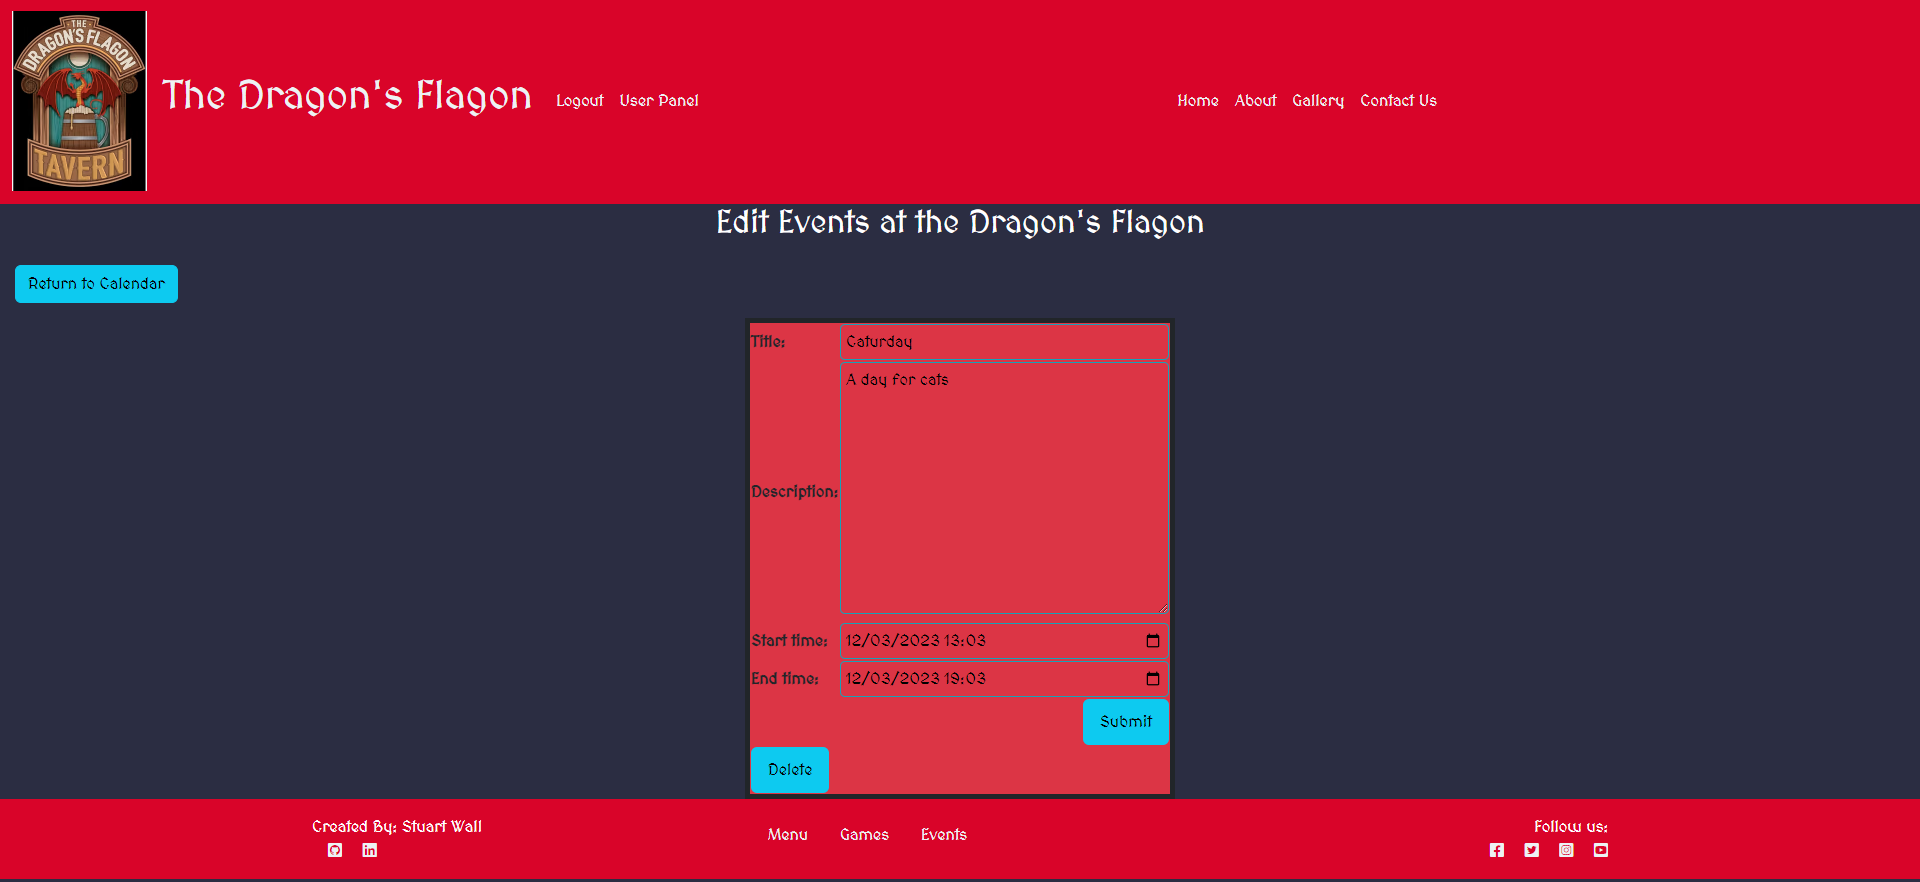 THE
DRAGON'S FLAGON
TAVERN
The Dragon's Flagon
Logout User Panel
Home About Gallery Contact Us
Edit Events at the Dragon's Flagon
Return to Calendar
Title: Caturday
Description: A day for cats
Start time: 12/03/2023 13:03
End time: 12/03/2023 19:03
Submit
Delete
Created By: Stuart Wall
Menu Games Events
Follow us: